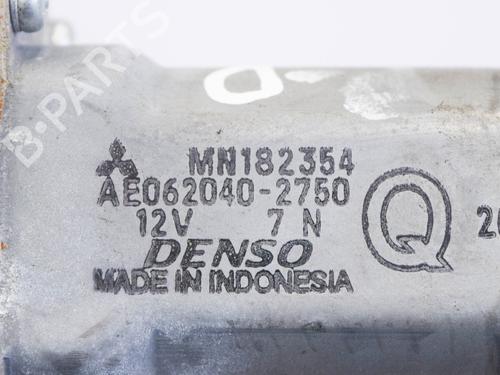 B-PARTS
MN182354
AE062040-2750
12V 7 N
DENSO
MADE IN INDONESIA
Q